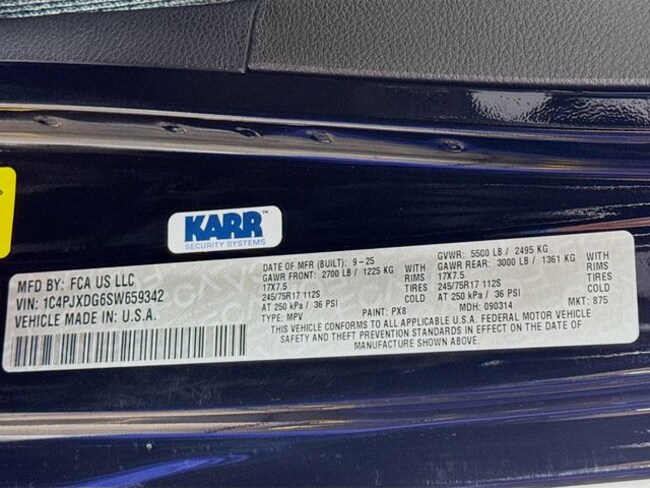 KARR™
SECURITY SYSTEMS
MFD BY: FCA US LLC
VIN: 1C4PJXDG6SW659342
VEHICLE MADE IN U.S.A.
DATE OF MFR (BUILT): 9-25 GVWR: 5500 LB / 2495 KG
GAWR FRONT: 2700 LB / 1225 KG WITH GAWR REAR: 3000 LB / 1361 KG WITH
17X7.5 RIMS 17X7.5 RIMS
245/75R17 112S TIRES 245/75R17 112S TIRES
AT 250 kPa / 36 PSI COLD AT 250 kPa / 36 PSI COLD
TYPE: MPV PAINT: PX8 MDH: 090314 MKT: 875
THIS VEHICLE CONFORMS TO ALL APPLICABLE U.S.A. FEDERAL MOTOR VEHICLE
SAFETY AND THEFT PREVENTION STANDARDS IN EFFECT ON THE DATE OF
MANUFACTURE SHOWN ABOVE.